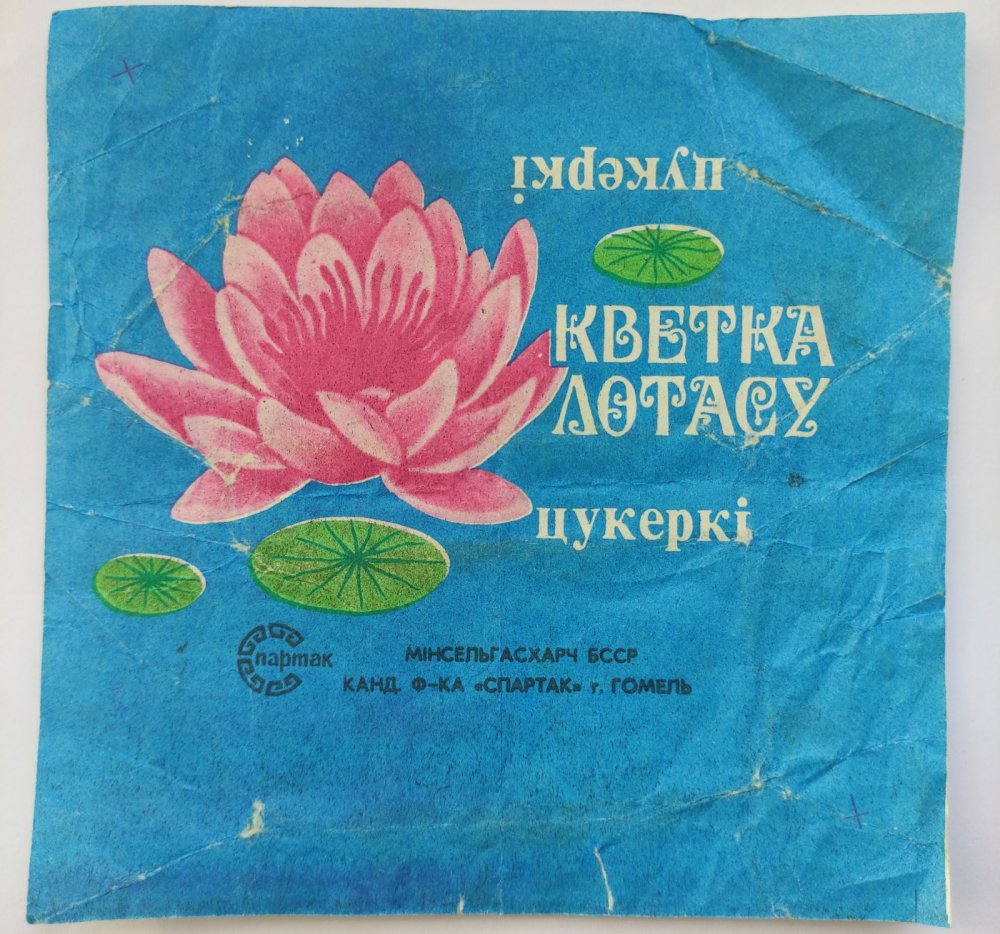 цукеркі
КВЕТКА
ЛОТАСУ
цукеркі
Спартак
МІНСЕЛЬГАСХАРЧ БССР
КАНД. Ф-КА «СПАРТАК» г. ГОМЕЛЬ